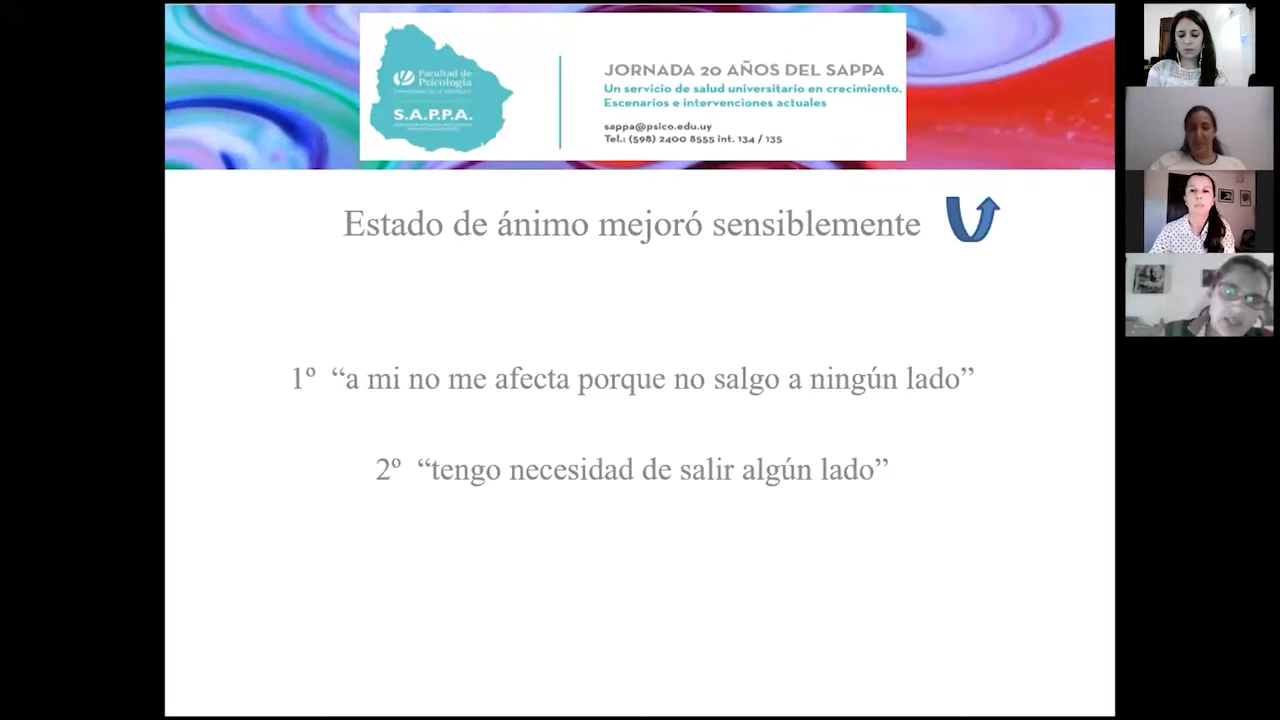 Facultad de
Psicología
S.A.P.P.A.
JORNADA 20 AÑOS DEL SAPPA
Un servicio de salud universitario en crecimiento.
Escenarios e intervenciones actuales
sappa@psico.edu.uy
Tel.: (598) 2400 8555 int. 134 / 135
Estado de ánimo mejoró sensiblemente
1º “a mi no me afecta porque no salgo a ningún lado”
2º “tengo necesidad de salir algún lado”